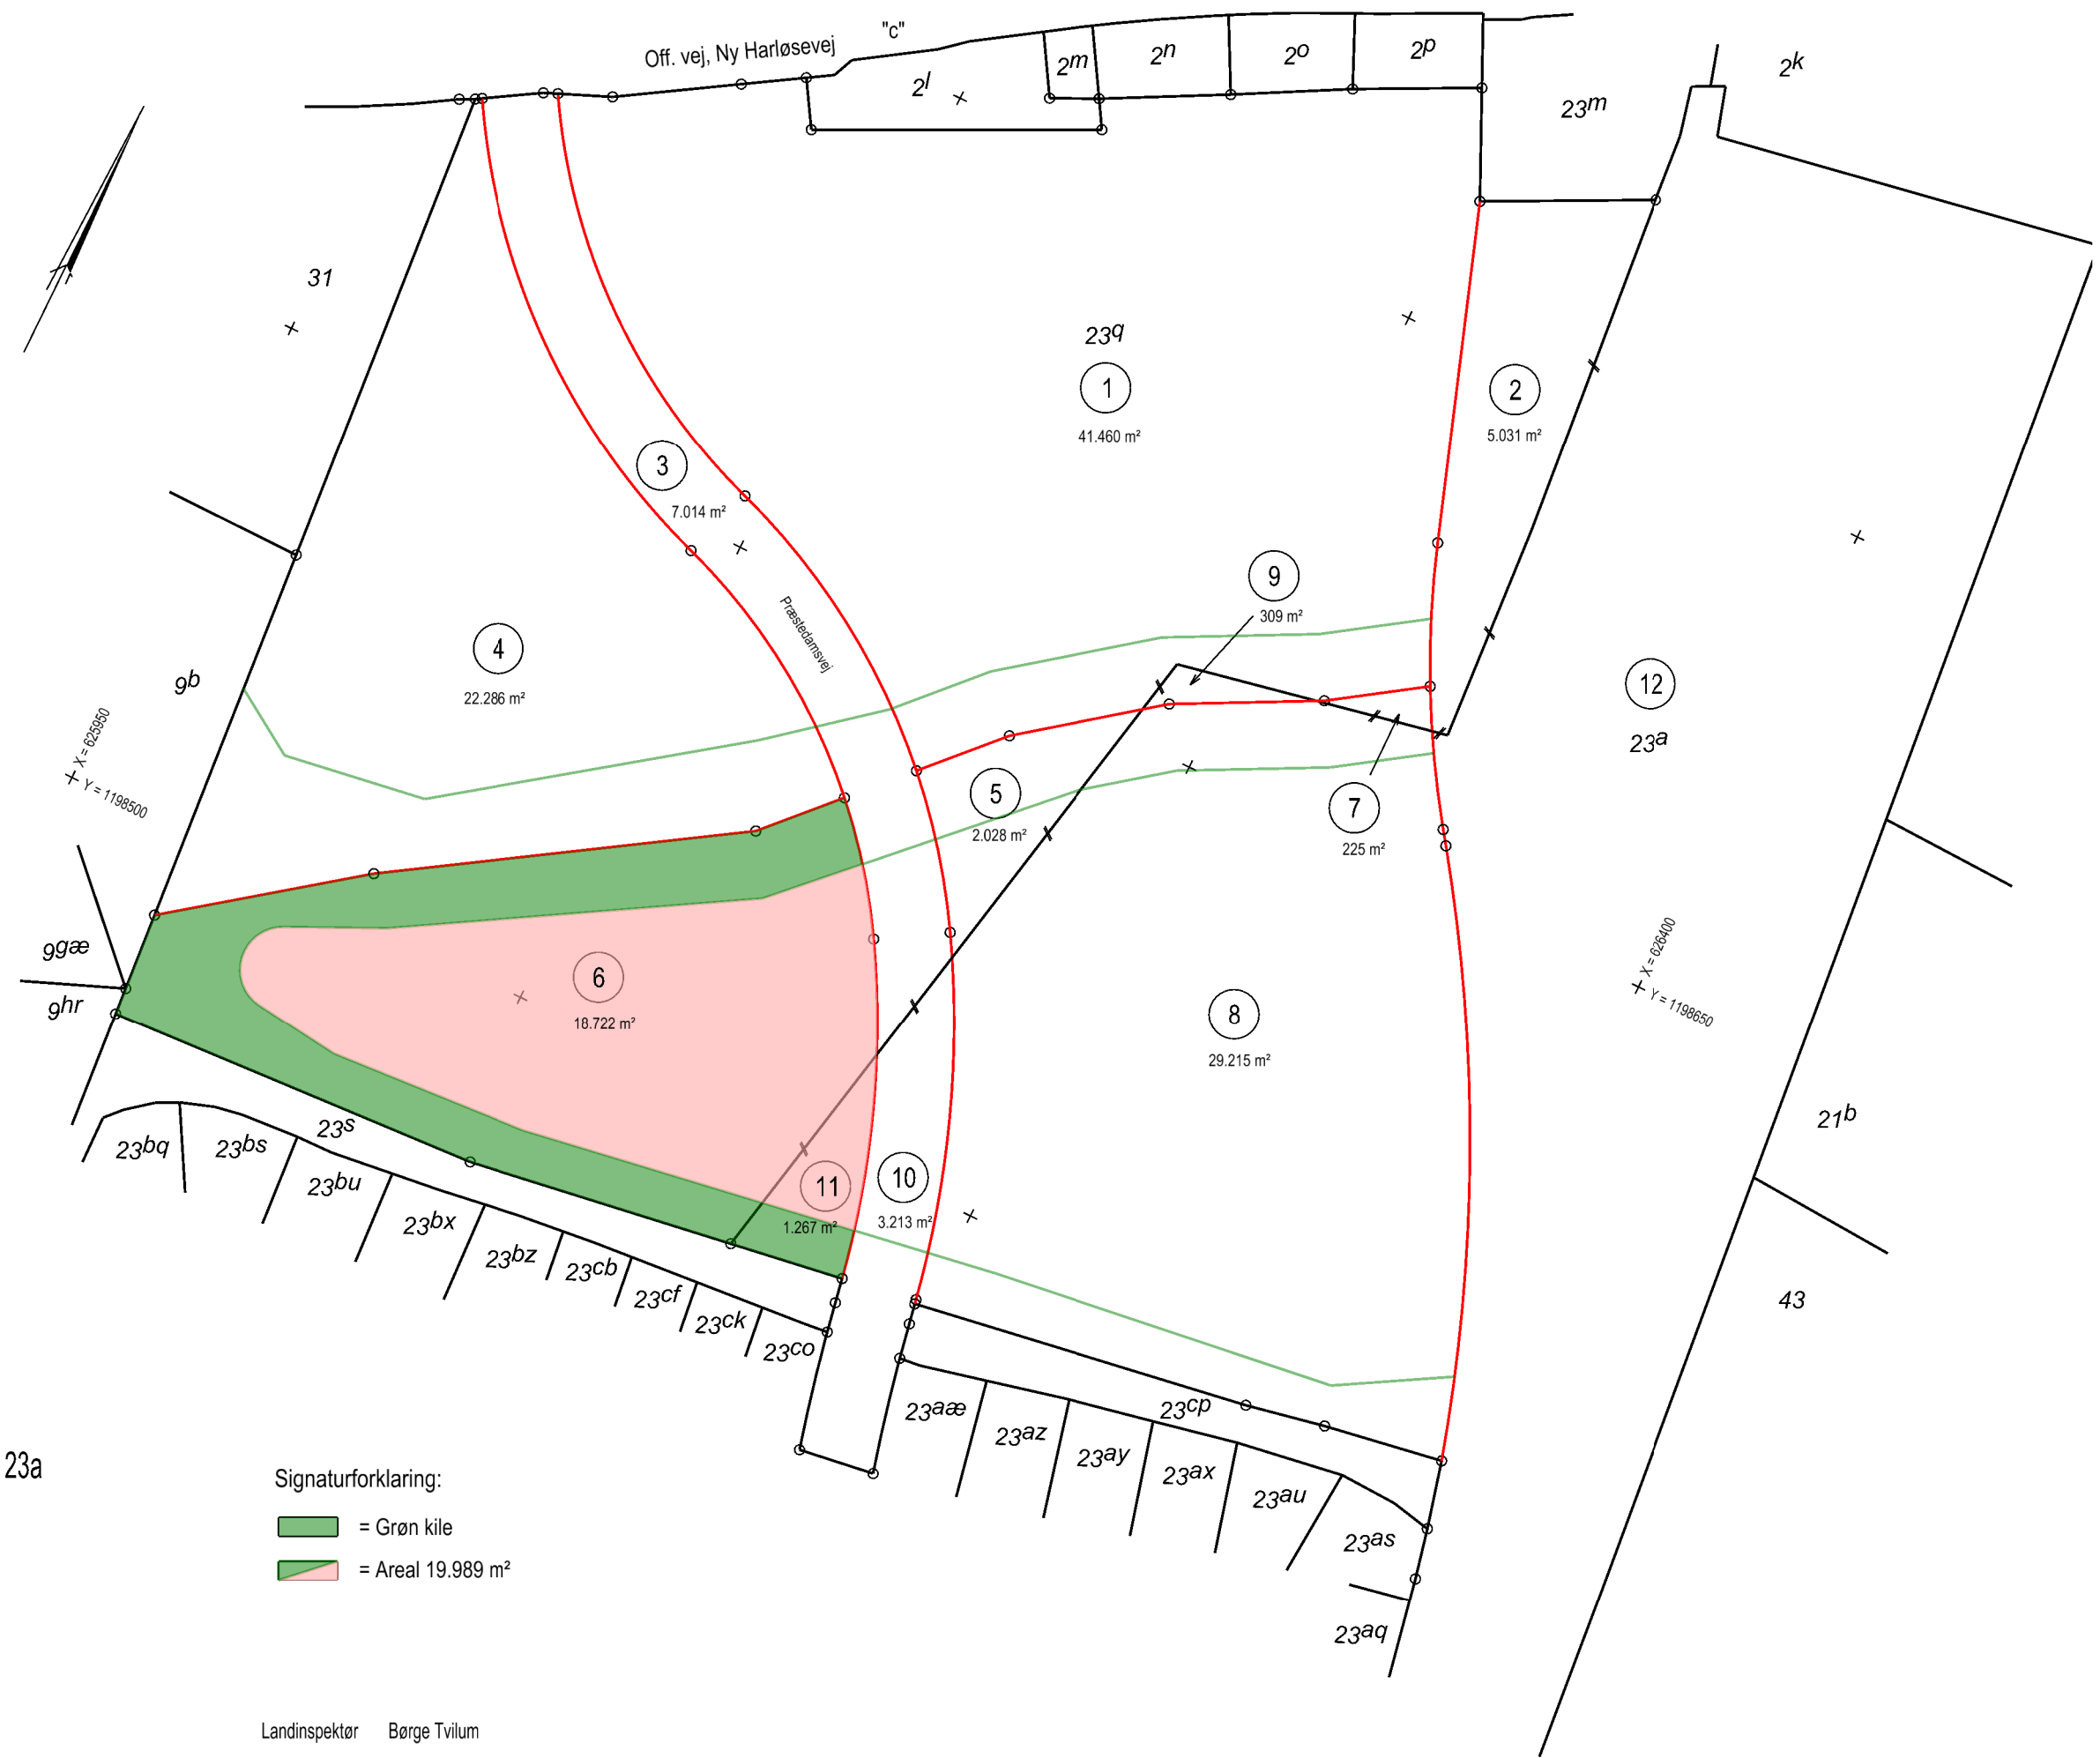 "c"
Off. vej, Ny Harløsevej
2l
2m
2n
2o
2p
2k
23m
31
23q
1
41.460 m²
2
5.031 m²
3
7.014 m²
Præstedamsvej
9
309 m²
4
22.286 m²
9b
X = 625950
Y = 1198500
12
23a
5
2.028 m²
7
225 m²
9gæ
9hr
6
18.722 m²
8
29.215 m²
X = 626400
Y = 1198650
21b
23s
23bq
23bs
23bu
23bx
23bz
23cb
23cf
23ck
23co
11
1.267 m²
10
3.213 m²
43
23aæ
23az
23ay
23cp
23ax
23au
23as
23aq
23a
Signaturforklaring:
= Grøn kile
= Areal 19.989 m²
Landinspektør Børge Tvilum